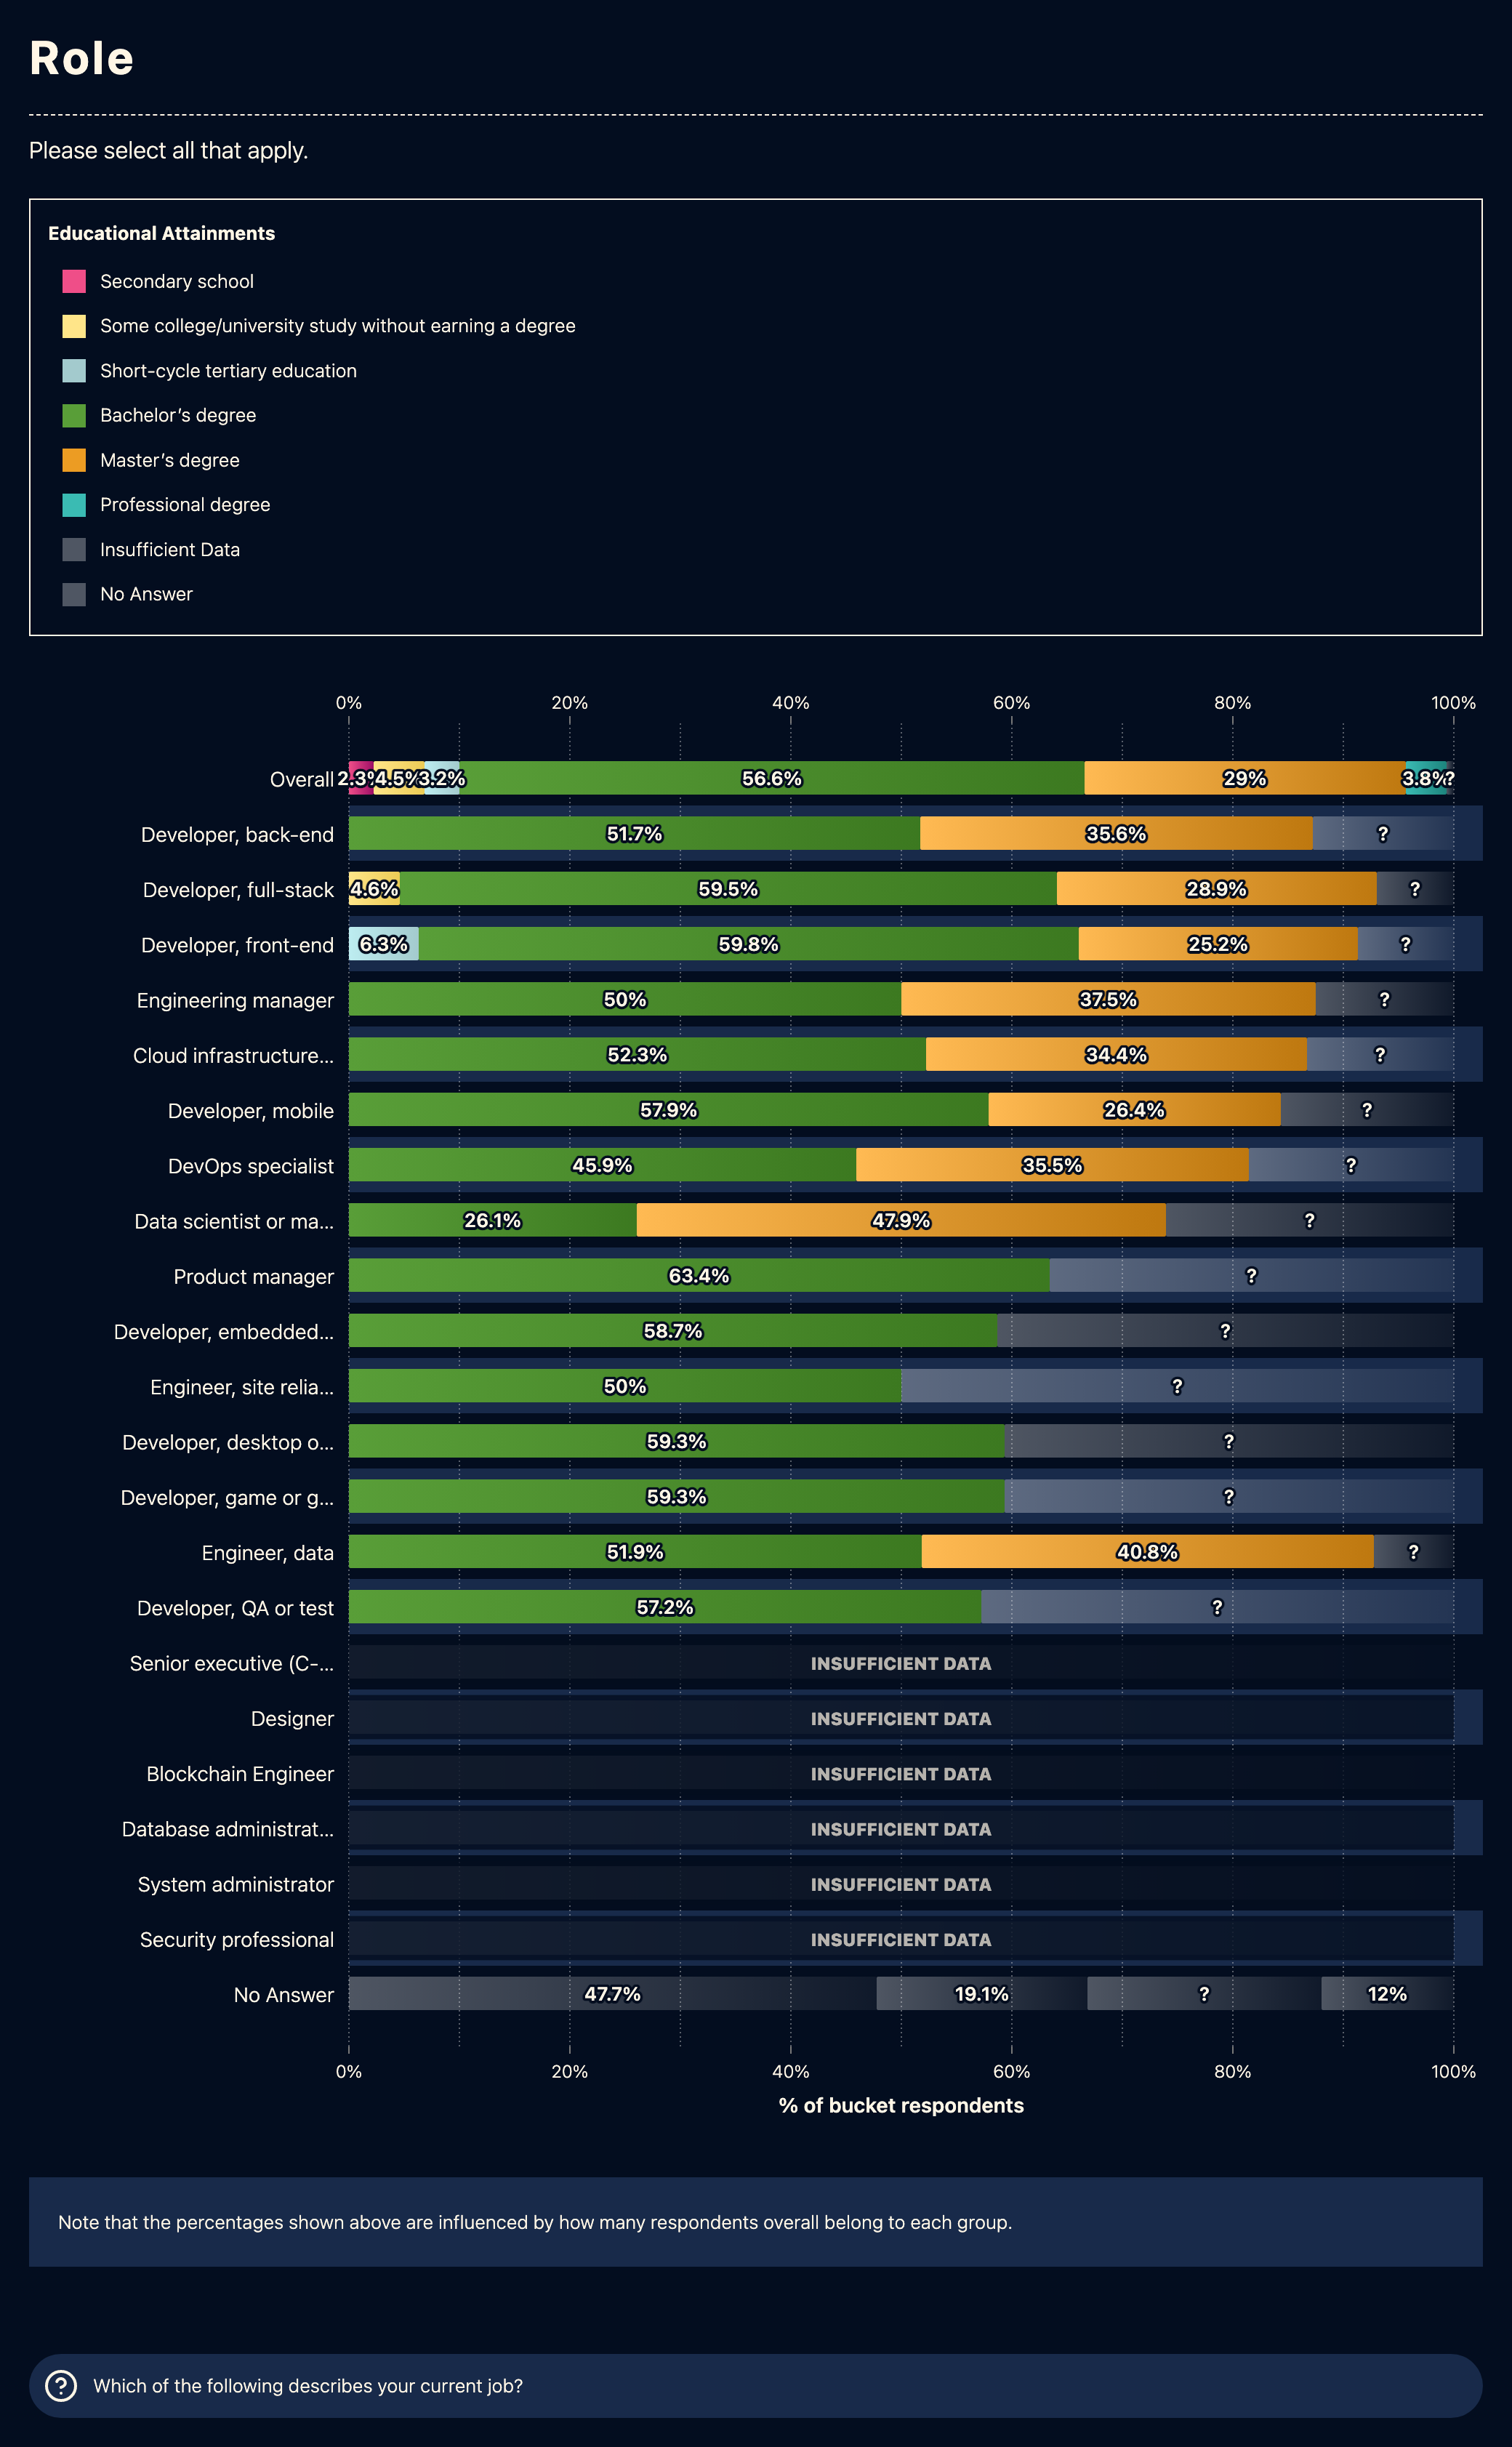 Role
Please select all that apply.
Educational Attainments
Secondary school
Some college/university study without earning a degree
Short-cycle tertiary education
Bachelor’s degree
Master’s degree
Professional degree
Insufficient Data
No Answer
0% 20% 40% 60% 80% 100%
Overall 2.3% 4.5% 3.2% 56.6% 29% 3.8% ?
Developer, back-end 51.7% 35.6% ?
Developer, full-stack 4.6% 59.5% 28.9% ?
Developer, front-end 6.3% 59.8% 25.2% ?
Engineering manager 50% 37.5% ?
Cloud infrastructure... 52.3% 34.4% ?
Developer, mobile 57.9% 26.4% ?
DevOps specialist 45.9% 35.5% ?
Data scientist or ma... 26.1% 47.9% ?
Product manager 63.4% ?
Developer, embedded... 58.7% ?
Engineer, site relia... 50% ?
Developer, desktop o... 59.3% ?
Developer, game or g... 59.3% ?
Engineer, data 51.9% 40.8% ?
Developer, QA or test 57.2% ?
Senior executive (C-... INSUFFICIENT DATA
Designer INSUFFICIENT DATA
Blockchain Engineer INSUFFICIENT DATA
Database administrat... INSUFFICIENT DATA
System administrator INSUFFICIENT DATA
Security professional INSUFFICIENT DATA
No Answer 47.7% 19.1% ? 12%
0% 20% 40% 60% 80% 100%
% of bucket respondents
Note that the percentages shown above are influenced by how many respondents overall belong to each group.
? Which of the following describes your current job?